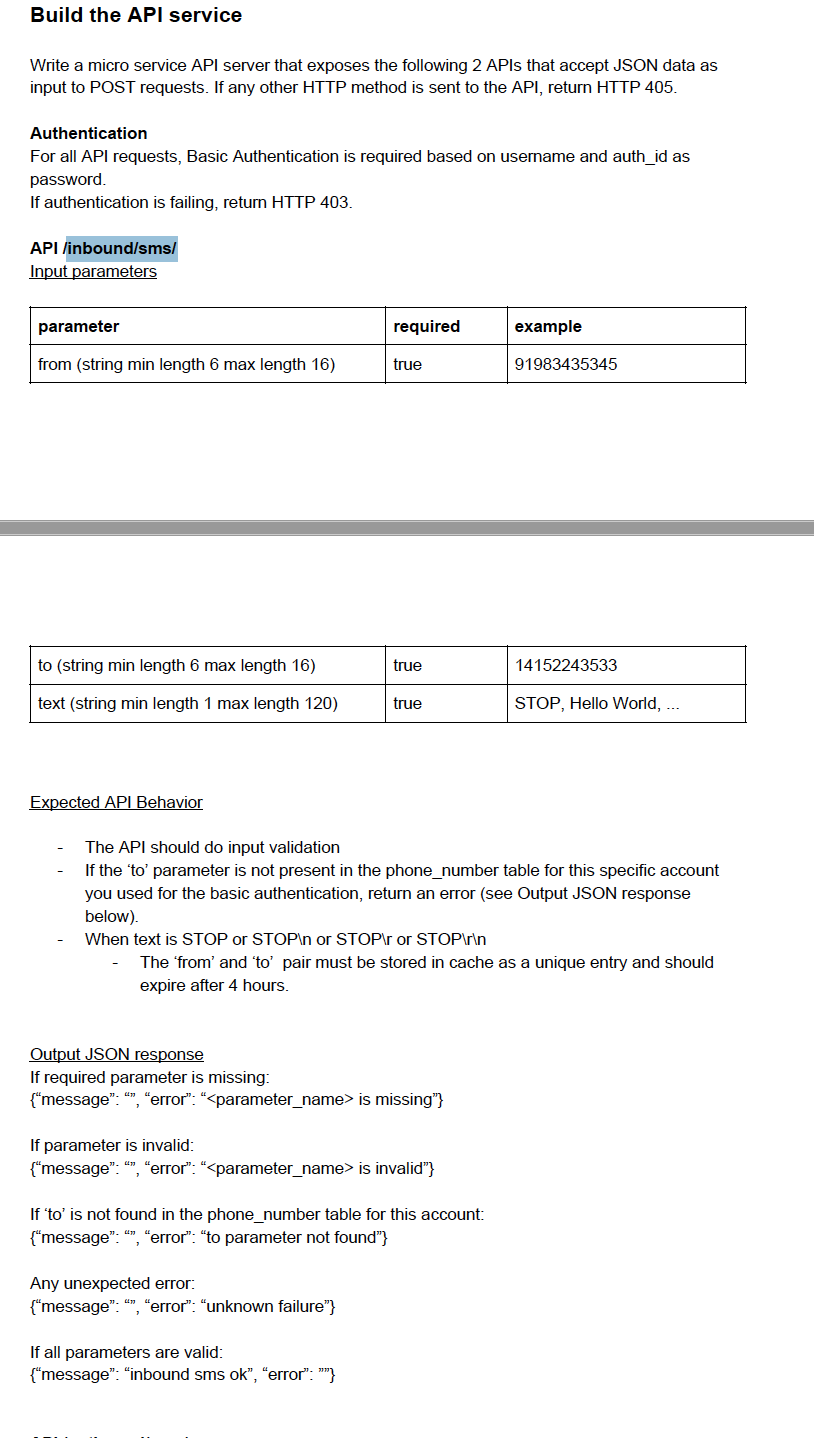 Build the API service
Write a micro service API server that exposes the following 2 APIs that accept JSON data as
input to POST requests. If any other HTTP method is sent to the API, return HTTP 405.
Authentication
For all API requests, Basic Authentication is required based on username and auth_id as
password.
If authentication is failing, return HTTP 403.
API /inbound/sms/
Input parameters
parameter required example
from (string min length 6 max length 16) true 91983435345
to (string min length 6 max length 16) true 14152243533
text (string min length 1 max length 120) true STOP, Hello World, ...
Expected API Behavior
- The API should do input validation
- If the ‘to’ parameter is not present in the phone_number table for this specific account
you used for the basic authentication, return an error (see Output JSON response
below).
- When text is STOP or STOP\n or STOP\r or STOP\r\n
- The ‘from’ and ‘to’ pair must be stored in cache as a unique entry and should
expire after 4 hours.
Output JSON response
If required parameter is missing:
{“message”: “”, “error”: “<parameter_name> is missing”}
If parameter is invalid:
{“message”: “”, “error”: “<parameter_name> is invalid”}
If ‘to’ is not found in the phone_number table for this account:
{“message”: “”, “error”: “to parameter not found”}
Any unexpected error:
{“message”: “”, “error”: “unknown failure”}
If all parameters are valid:
{“message”: “inbound sms ok”, “error”: ””}